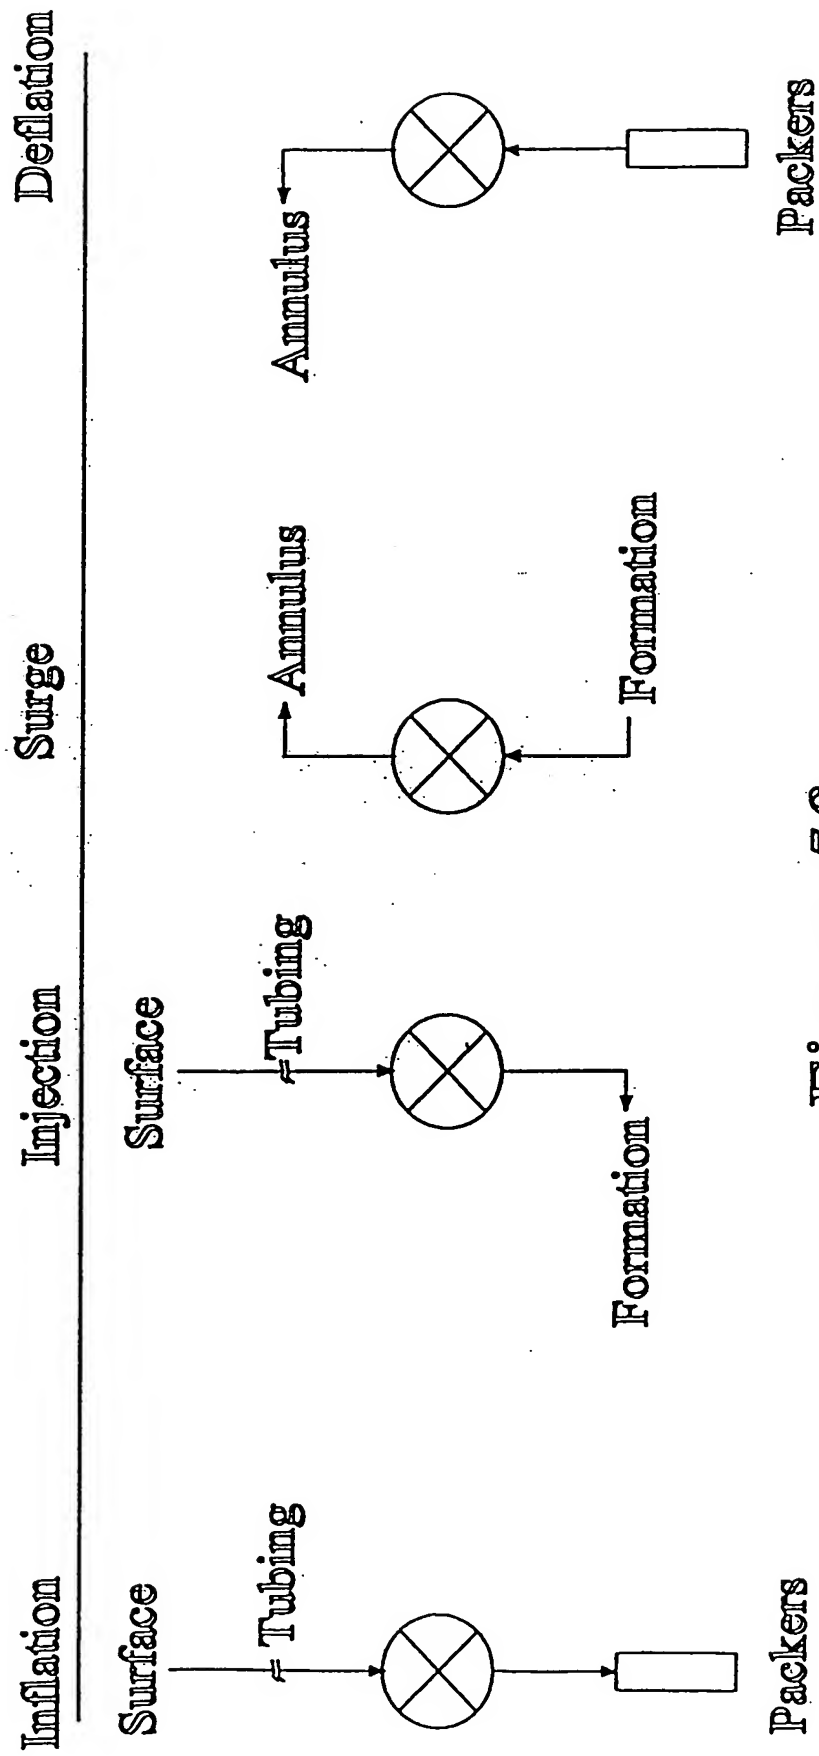 Inflation Injection Surge Deflation
Surface Surface
Tubing Tubing Annulus Annulus
Formation Formation
Packers Packers